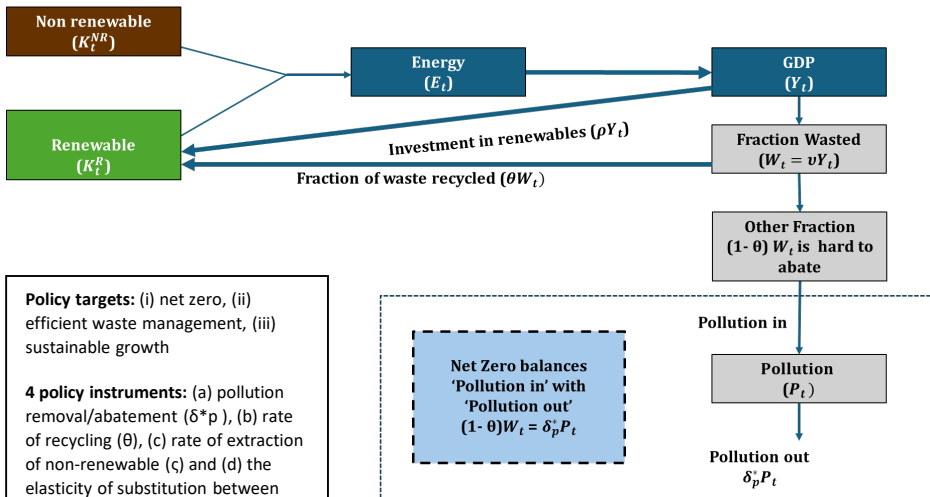 Non renewable
(K_t^{NR})
Energy
(E_t)
GDP
(Y_t)
Renewable
(K_t^R)
Investment in renewables (ρY_t)
Fraction Wasted
(W_t = υY_t)
Fraction of waste recycled (θW_t)
Other Fraction
(1- θ) W_t is hard to
abate
Policy targets: (i) net zero, (ii)
efficient waste management, (iii)
sustainable growth
4 policy instruments: (a) pollution
removal/abatement (δ*p ), (b) rate
of recycling (θ), (c) rate of extraction
of non-renewable (ς) and (d) the
elasticity of substitution between
Net Zero balances
‘Pollution in’ with
‘Pollution out’
(1- θ)W_t = δ_p^* P_t
Pollution in
Pollution
(P_t)
Pollution out
δ_p^* P_t